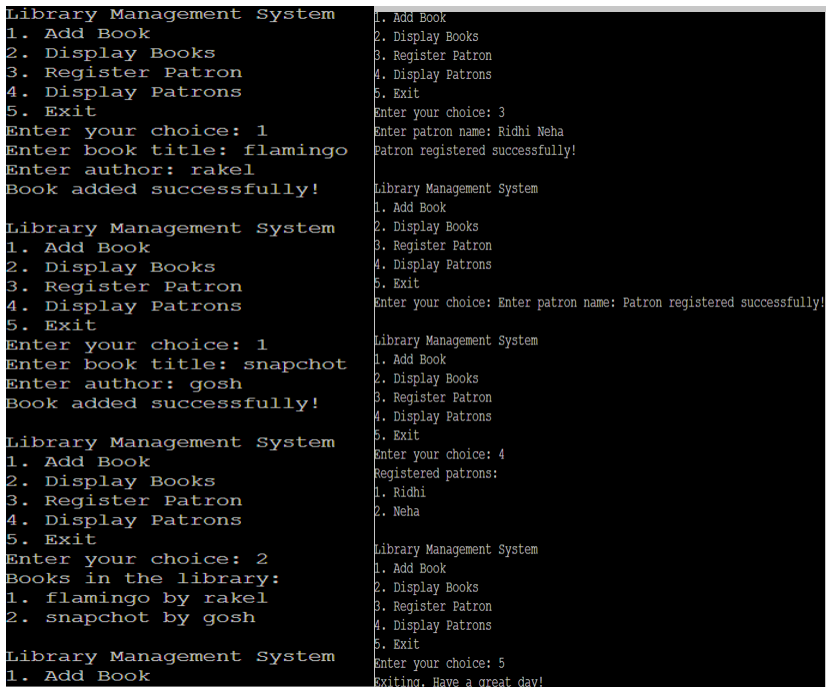 Library Management System
1. Add Book
2. Display Books
3. Register Patron
4. Display Patrons
5. Exit
Enter your choice: 1
Enter book title: flamingo
Enter author: rakel
Book added successfully!
Library Management System
1. Add Book
2. Display Books
3. Register Patron
4. Display Patrons
5. Exit
Enter your choice: 1
Enter book title: snapchot
Enter author: gosh
Book added successfully!
Library Management System
1. Add Book
2. Display Books
3. Register Patron
4. Display Patrons
5. Exit
Enter your choice: 2
Books in the library:
1. flamingo by rakel
2. snapchot by gosh
Library Management System
1. Add Book
1. Add Book
2. Display Books
3. Register Patron
4. Display Patrons
5. Exit
Enter your choice: 3
Enter patron name: Ridhi Neha
Patron registered successfully!
Library Management System
1. Add Book
2. Display Books
3. Register Patron
4. Display Patrons
5. Exit
Enter your choice: Enter patron name: Patron registered successfully!
Library Management System
1. Add Book
2. Display Books
3. Register Patron
4. Display Patrons
5. Exit
Enter your choice: 4
Registered patrons:
1. Ridhi
2. Neha
Library Management System
1. Add Book
2. Display Books
3. Register Patron
4. Display Patrons
5. Exit
Enter your choice: 5
Exiting. Have a great day!